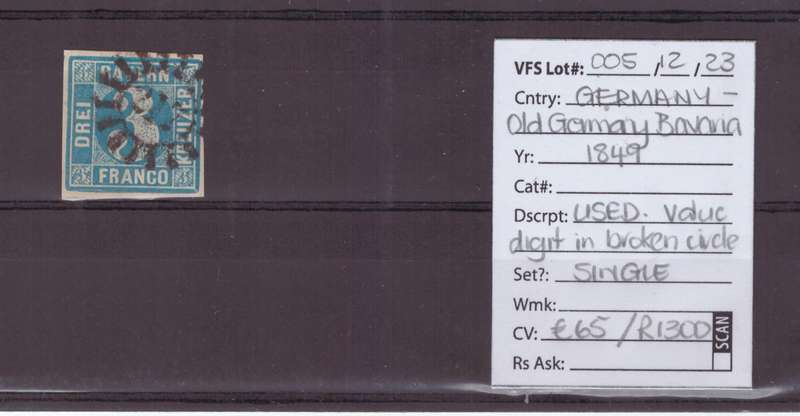 BAYERN
DREI
KREUZER
FRANCO
VFS Lot#: 005 /12 /23
Cntry: GERMANY -
Old Germany Bavaria
Yr: 1849
Cat#:
Dscrpt: USED. Value
digit in broken circle
Set?: SINGLE
Wmk:
CV: €65 /R1300
SCAN
Rs Ask: